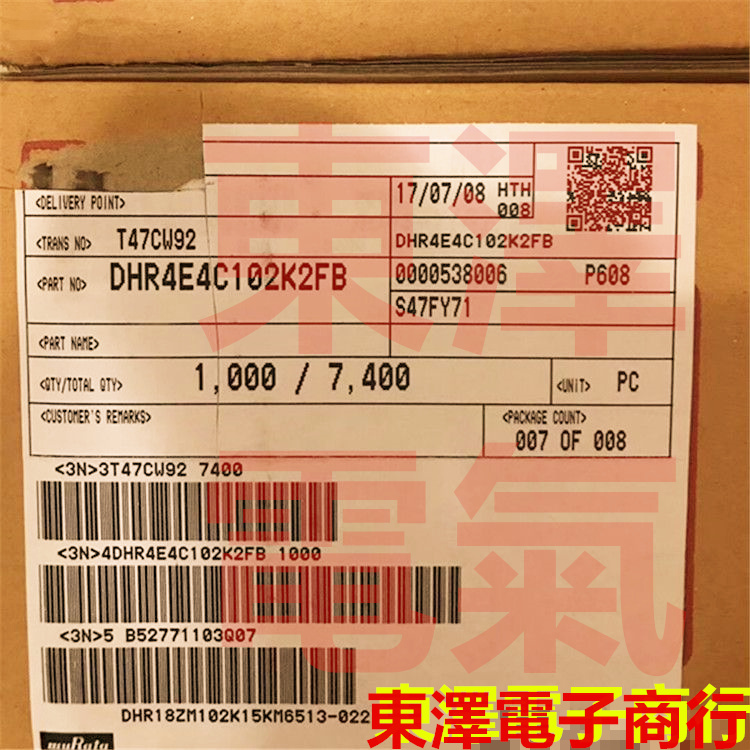 <DELIVERY POINT>
17/07/08 HTH
008
<TRANS NO> T47CW92
DHR4E4C102K2FB
<PART NO> DHR4E4C102K2FB
0000538006 P608
S47FY71
<PART NAME>
<QTY/TOTAL QTY> 1,000 / 7,400 <UNIT> PC
<CUSTOMER'S REMARKS>
<PACKAGE COUNT>
007 OF 008
<3N>3T47CW92 7400
<3N>4DHR4E4C102K2FB 1000
<3N>5 B52771103Q07
DHR18ZM102K15KM6513-022
muRata
東澤
電氣
東澤電子商行